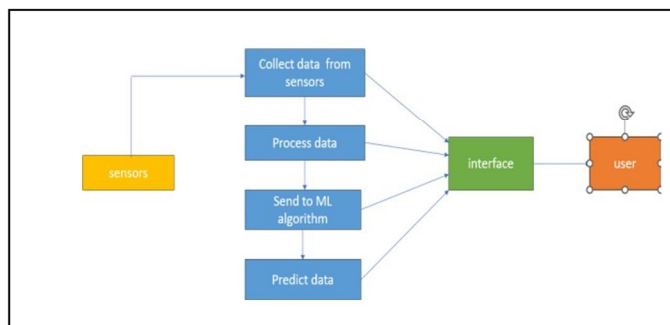 Collect data from
sensors
Process data
sensors
Send to ML
algorithm
Predict data
interface
user